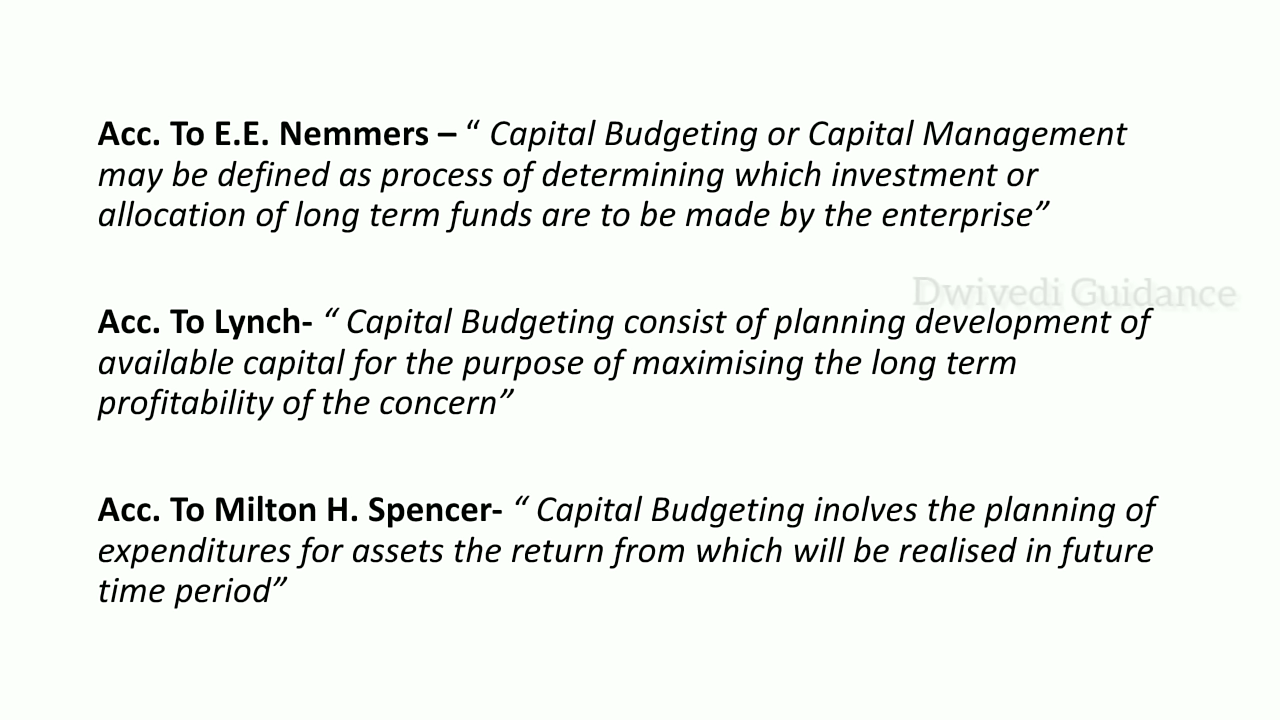 Acc. To E.E. Nemmers – “ Capital Budgeting or Capital Management
may be defined as process of determining which investment or
allocation of long term funds are to be made by the enterprise”
Dwivedi Guidance
Acc. To Lynch- “ Capital Budgeting consist of planning development of
available capital for the purpose of maximising the long term
profitability of the concern”
Acc. To Milton H. Spencer- “ Capital Budgeting inolves the planning of
expenditures for assets the return from which will be realised in future
time period”